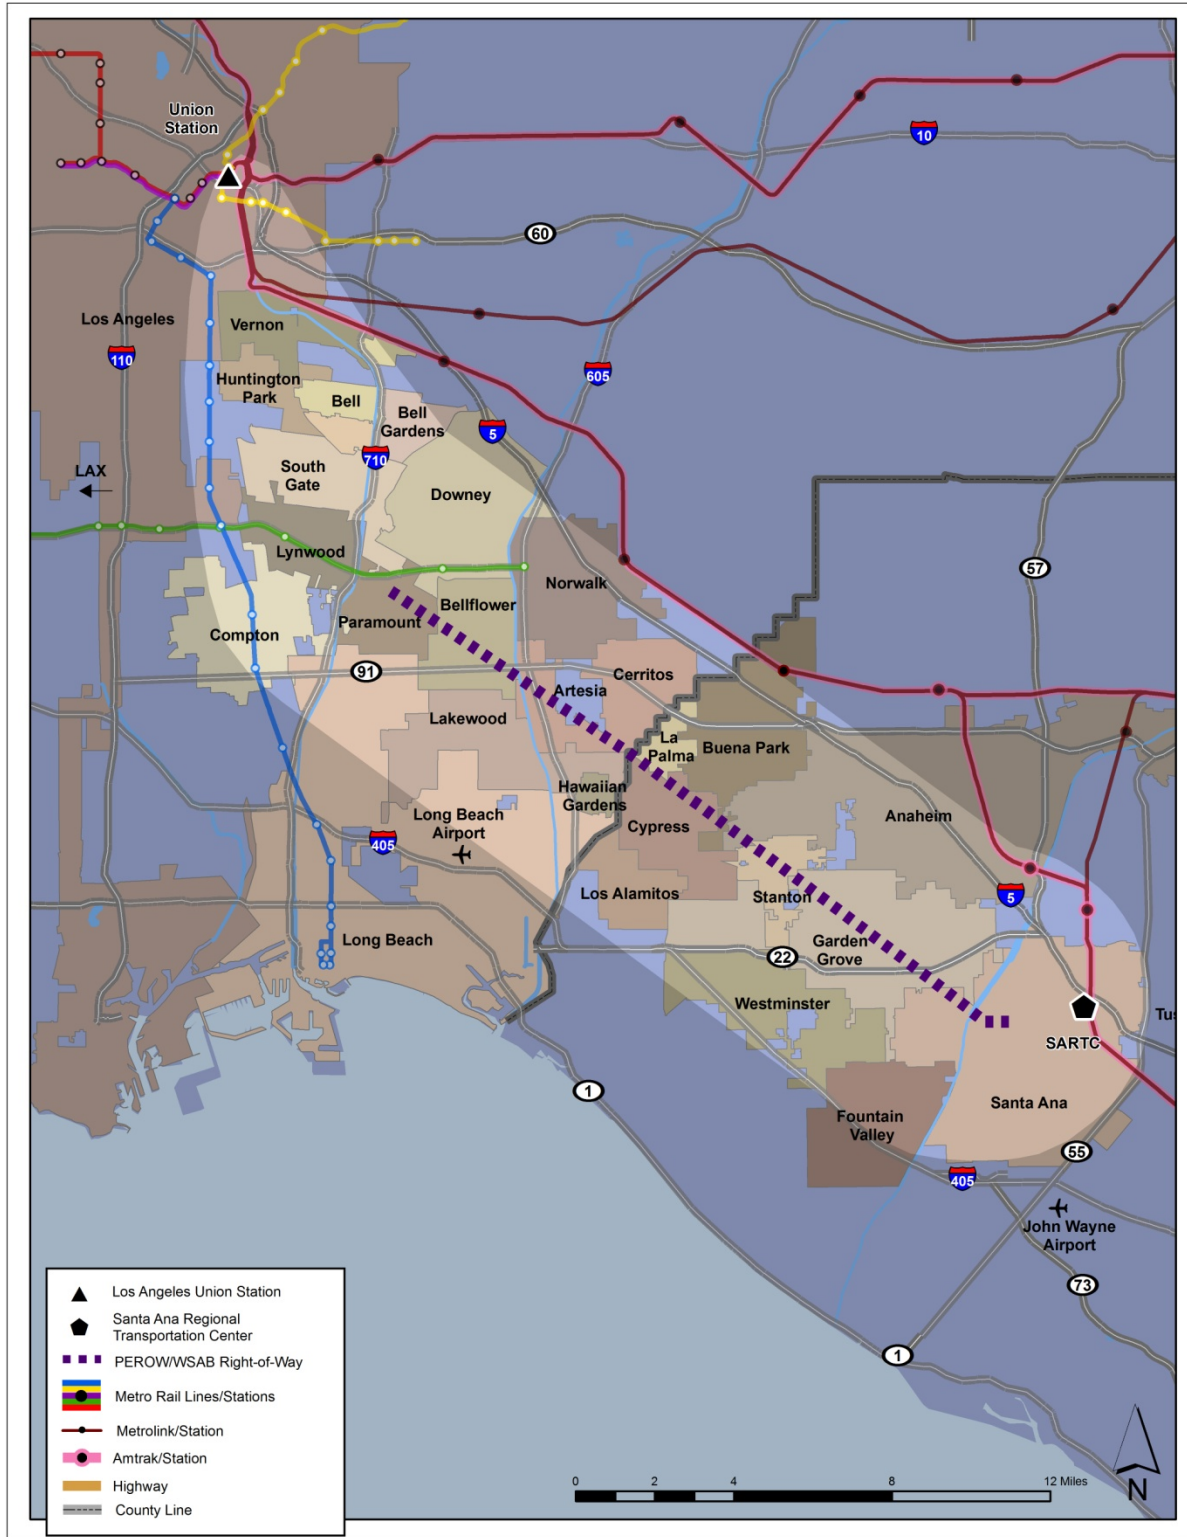 Union
Station
10
60
Los Angeles
Vernon
110
605
Huntington
Park
Bell
Bell
Gardens
5
710
LAX
South
Gate
Downey
Lynwood
57
Norwalk
Bellflower
Paramount
Compton
91
Cerritos
Artesia
Lakewood
La
Palma
Buena Park
Hawaiian
Gardens
Long Beach
Airport
Cypress
Anaheim
405
Los Alamitos
Stanton
5
Long Beach
Garden
Grove
22
Westminster
SARTC
Tus
1
Santa Ana
Fountain
Valley
55
405
John Wayne
Airport
73
1
Los Angeles Union Station
Santa Ana Regional
Transportation Center
PEROW/WSAB Right-of-Way
Metro Rail Lines/Stations
Metrolink/Station
Amtrak/Station
Highway
County Line
0 2 4 8 12 Miles
N